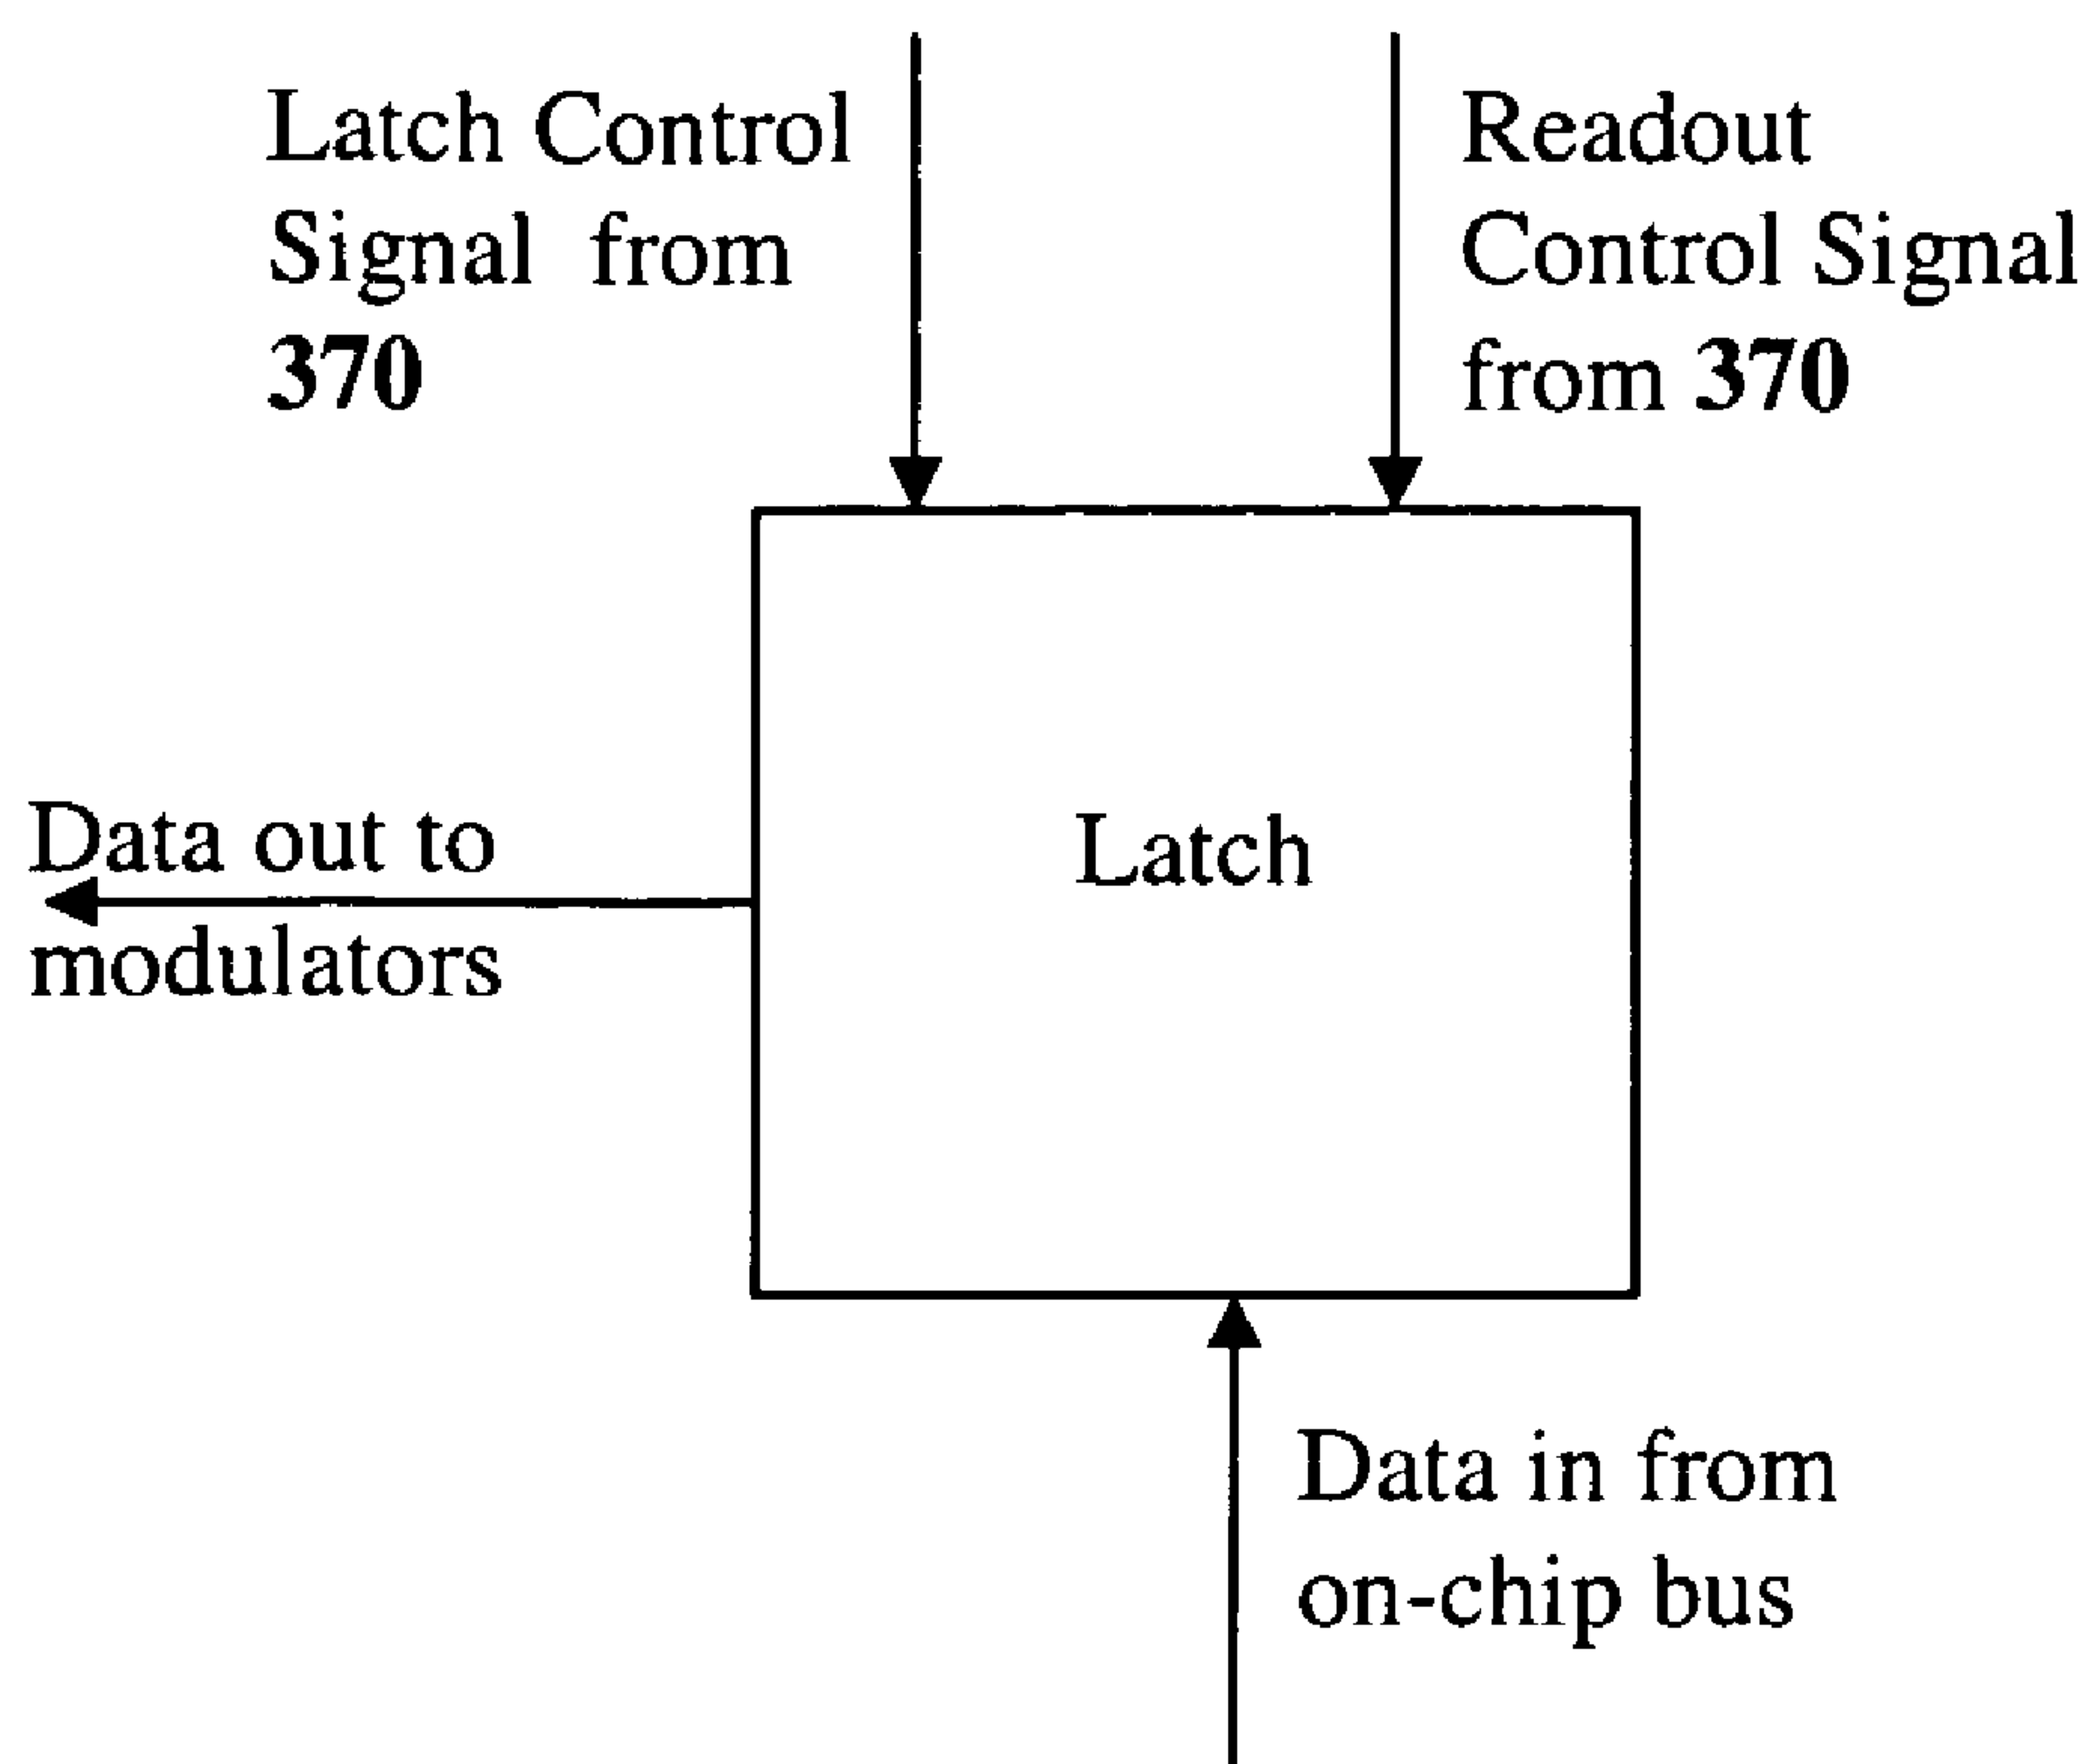 Latch Control
Signal from
370
Readout
Control Signal
from 370
Data out to
modulators
Latch
Data in from
on-chip bus